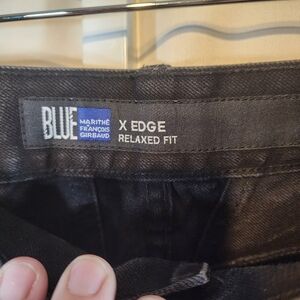 BLUE
MARITHÉ
+
FRANÇOIS
GIRBAUD
X EDGE
RELAXED FIT